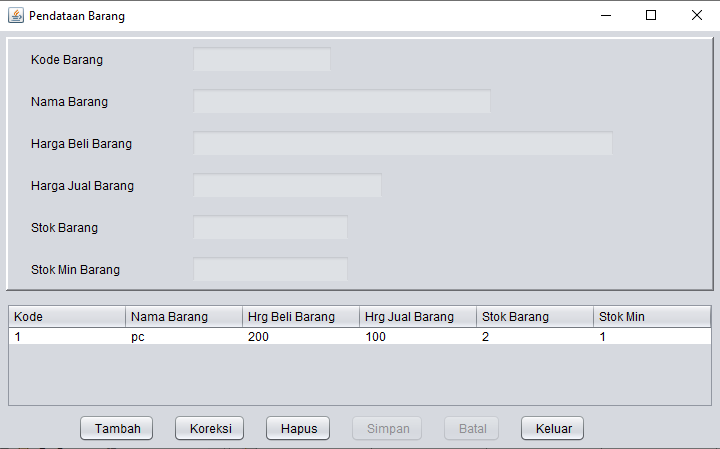 Pendataan Barang
Kode Barang
Nama Barang
Harga Beli Barang
Harga Jual Barang
Stok Barang
Stok Min Barang
Kode Nama Barang Hrg Beli Barang Hrg Jual Barang Stok Barang Stok Min
1 pc 200 100 2 1
Tambah Koreksi Hapus Simpan Batal Keluar